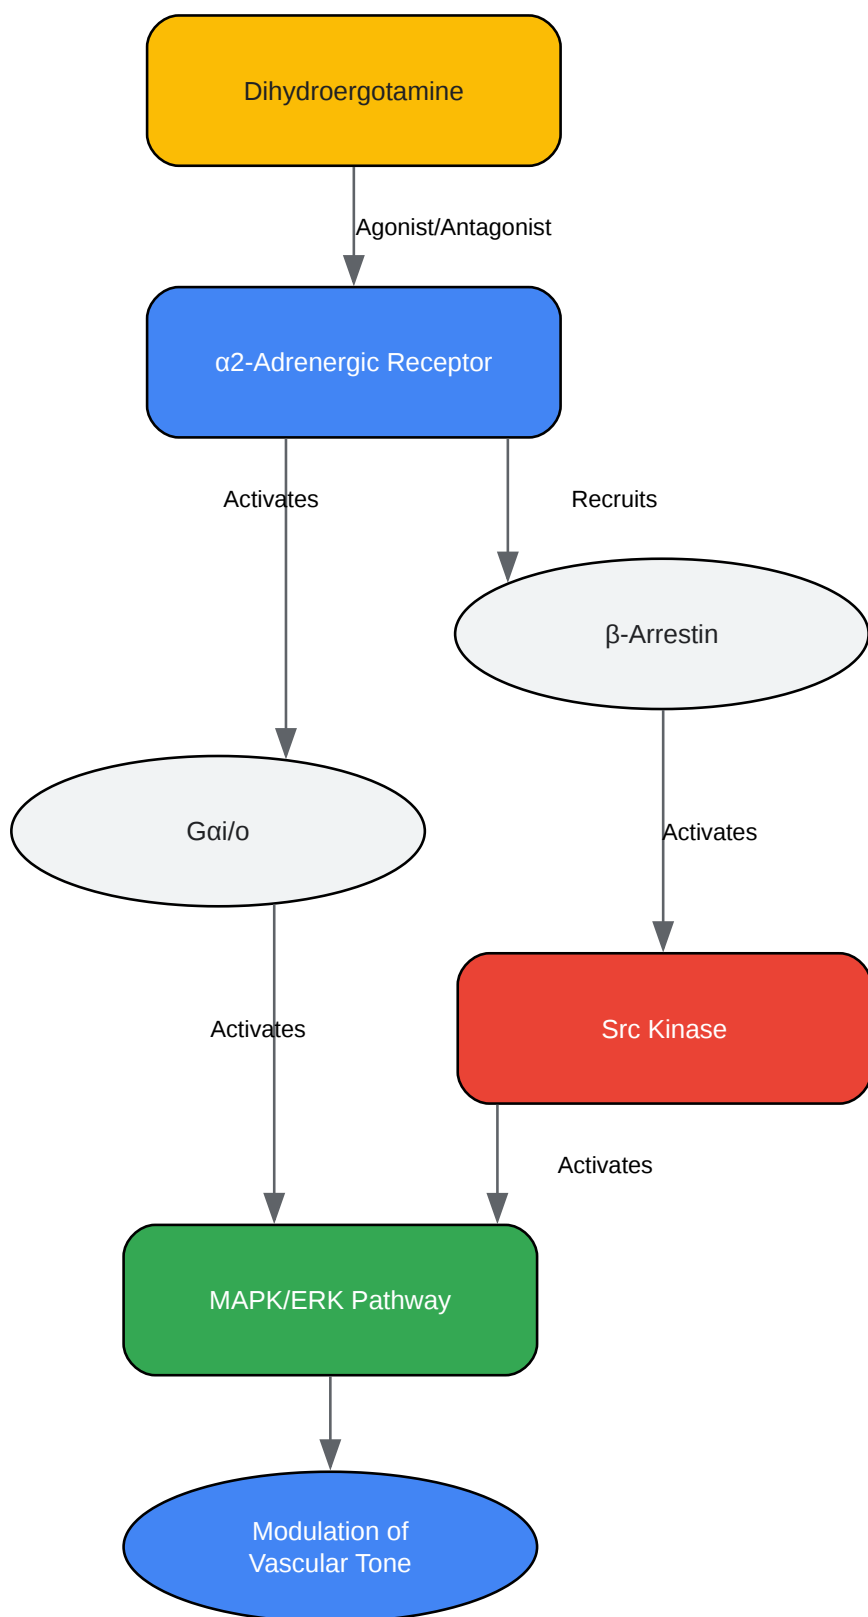 Dihydroergotamine
Agonist/Antagonist
α2-Adrenergic Receptor
Activates
Recruits
β-Arrestin
Gαi/o
Activates
Src Kinase
Activates
Activates
MAPK/ERK Pathway
Modulation of
Vascular Tone